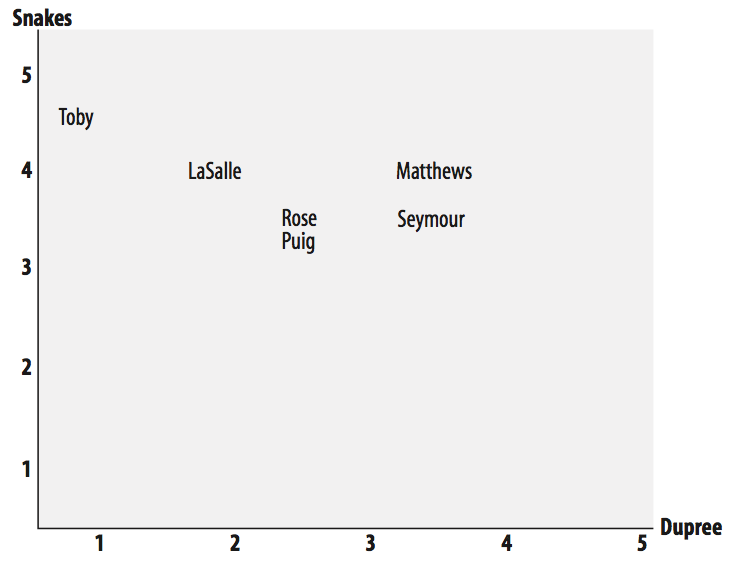 Snakes
5
Toby
4
LaSalle
Matthews
Rose
Seymour
Puig
3
2
1
Dupree
1 2 3 4 5